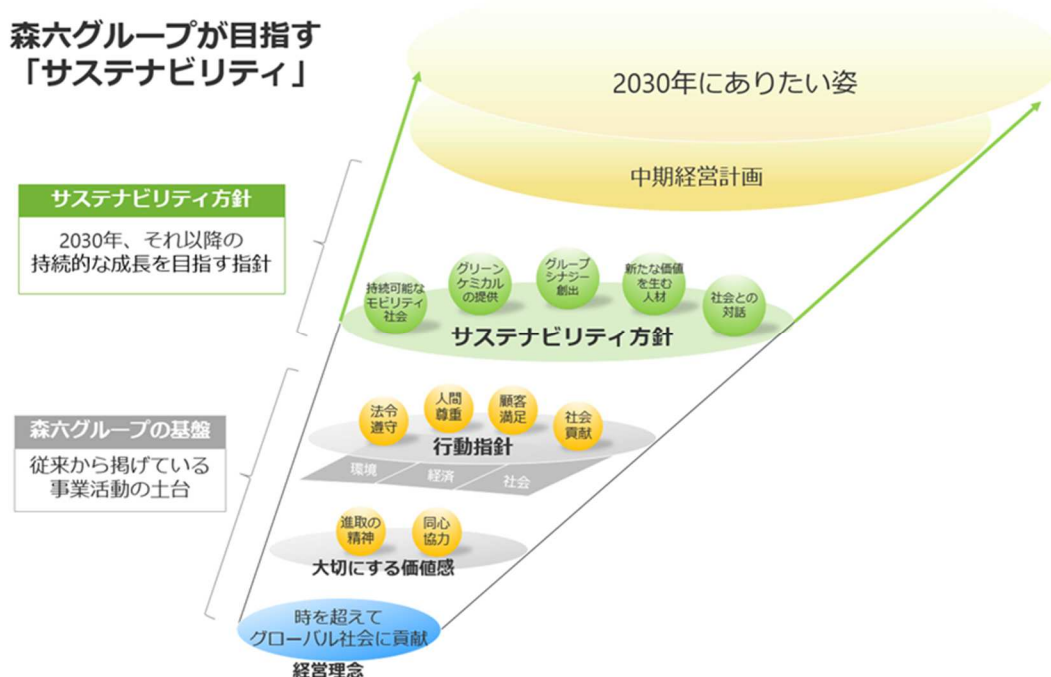 森六グループが目指す
「サステナビリティ」
2030年にありたい姿
中期経営計画
サステナビリティ方針
2030年、それ以降の
持続的な成長を目指す指針
持続可能な
モビリティ
社会
グリーン
ケミカル
の提供
グループ
シナジー
創出
新たな価値
を生む
人材
社会との
対話
サステナビリティ方針
森六グループの基盤
従来から掲げている
事業活動の土台
法令
遵守
人間
尊重
顧客
満足
社会
貢献
行動指針
環境
経済
社会
進取の
精神
同心
協力
大切にする価値感
時を超えて
グローバル社会に貢献
経営理念